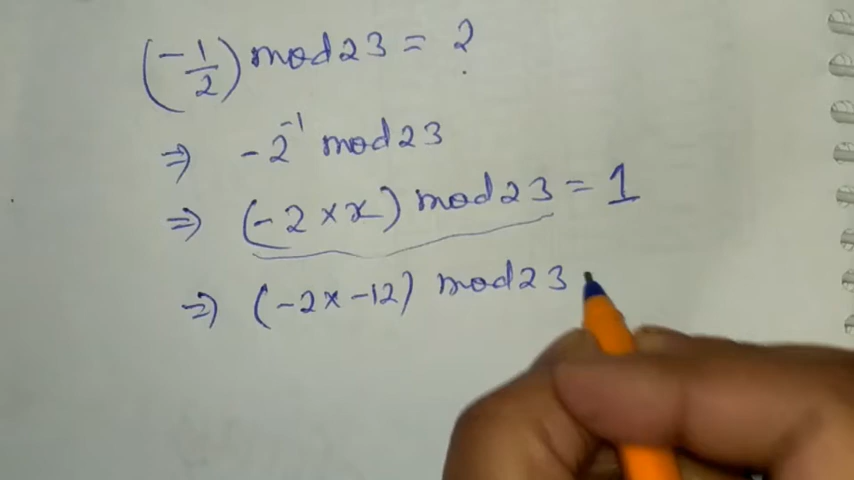 (-1/2) mod 23 = ?
⇒ -2⁻¹ mod 23
⇒ (-2 × x) mod 23 = 1
⇒ (-2 × -12) mod 23